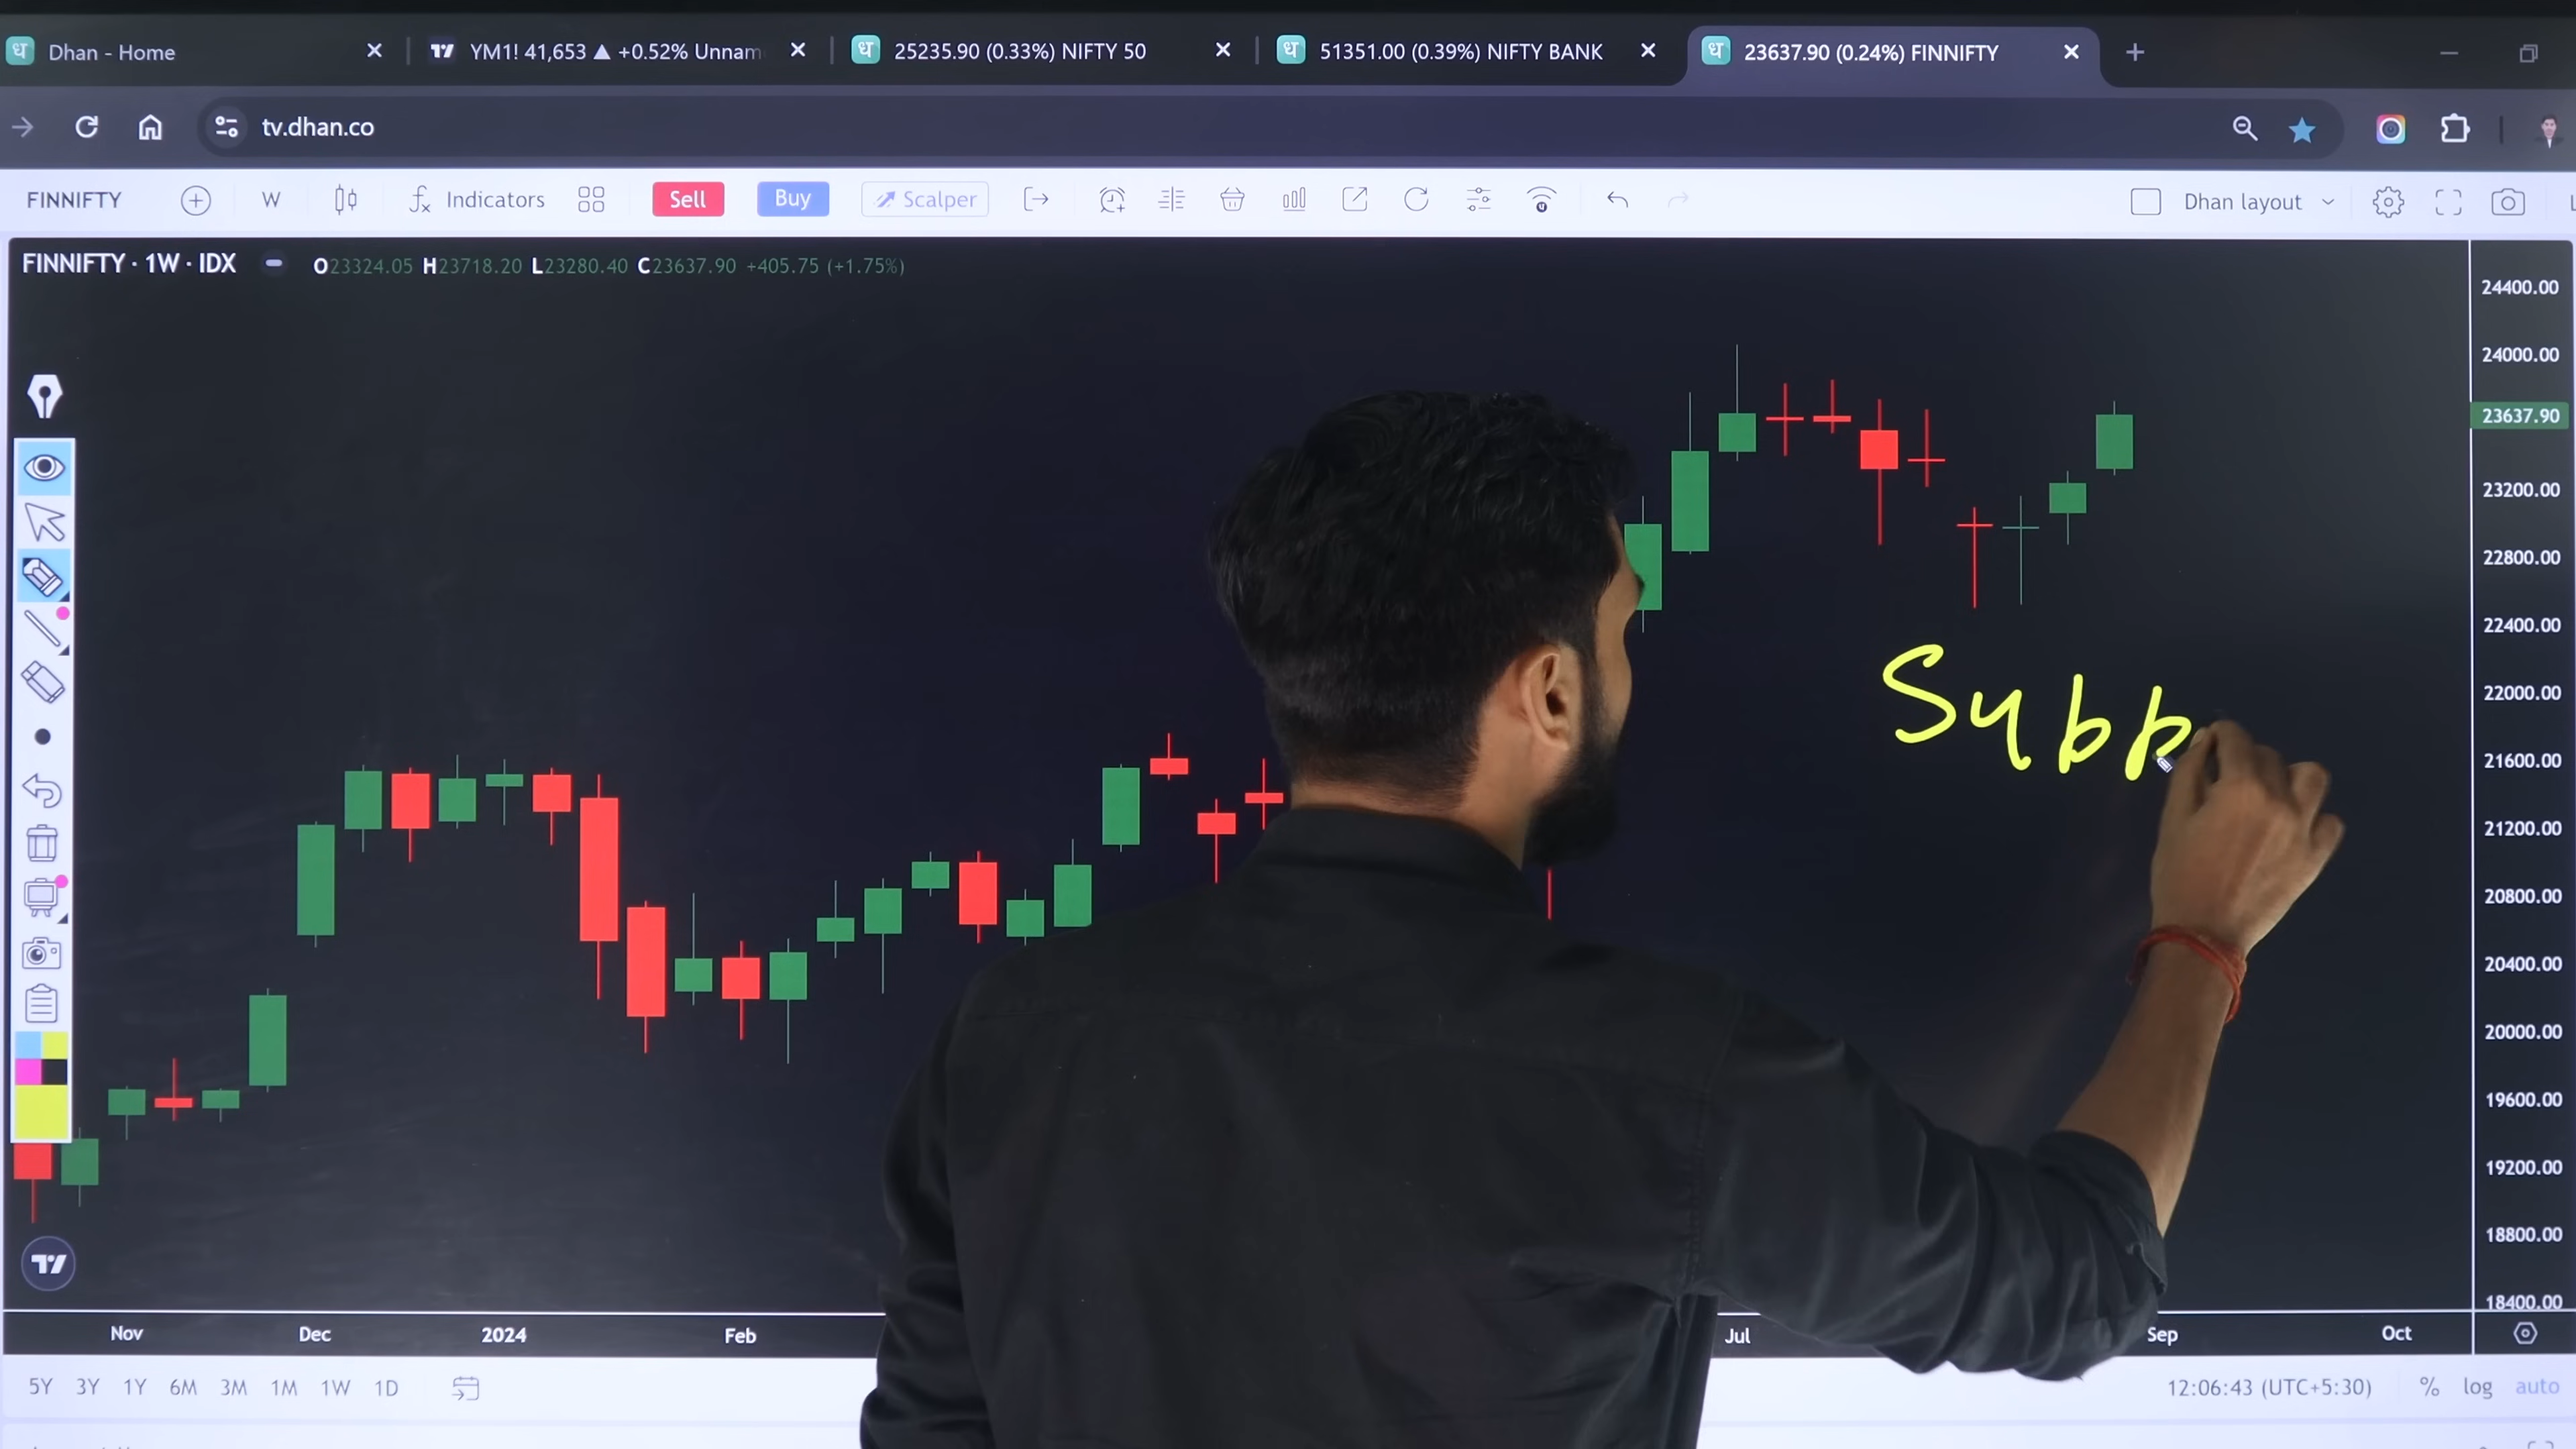 Dhan - Home
YM1! 41,653 ▲ +0.52% Unnam
25235.90 (0.33%) NIFTY 50
51351.00 (0.39%) NIFTY BANK
23637.90 (0.24%) FINNIFTY
tv.dhan.co
FINNIFTY W Indicators Sell Buy Scalper Dhan layout
FINNIFTY · 1W · IDX O23324.05 H23718.20 L23280.40 C23637.90 +405.75 (+1.75%)
24400.00
24000.00
23637.90
23200.00
22800.00
22400.00
22000.00
Supp
21600.00
21200.00
20800.00
20400.00
20000.00
19600.00
19200.00
18800.00
18400.00
Nov Dec 2024 Feb Jul Sep Oct
5Y 3Y 1Y 6M 3M 1M 1W 1D 12:06:43 (UTC+5:30) % log auto